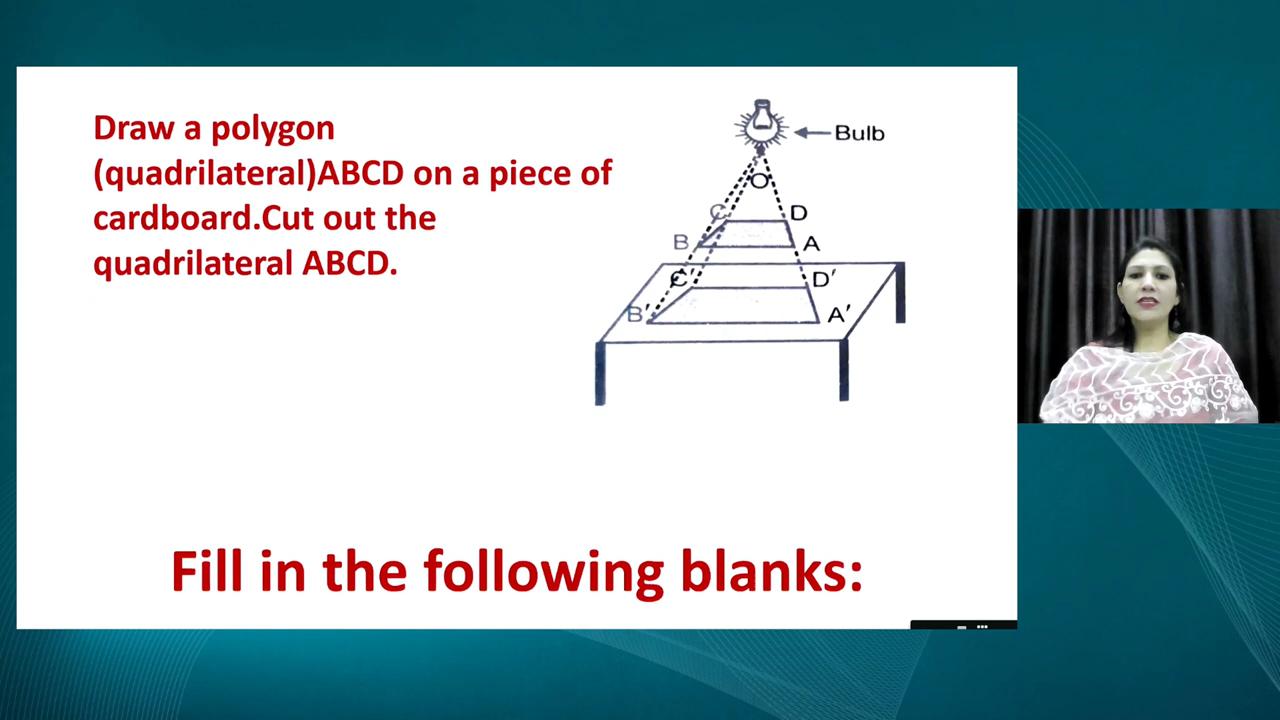 Draw a polygon
(quadrilateral)ABCD on a piece of
cardboard.Cut out the
quadrilateral ABCD.
Bulb
O
C
D
B
A
C′
D′
B′
A′
Fill in the following blanks: